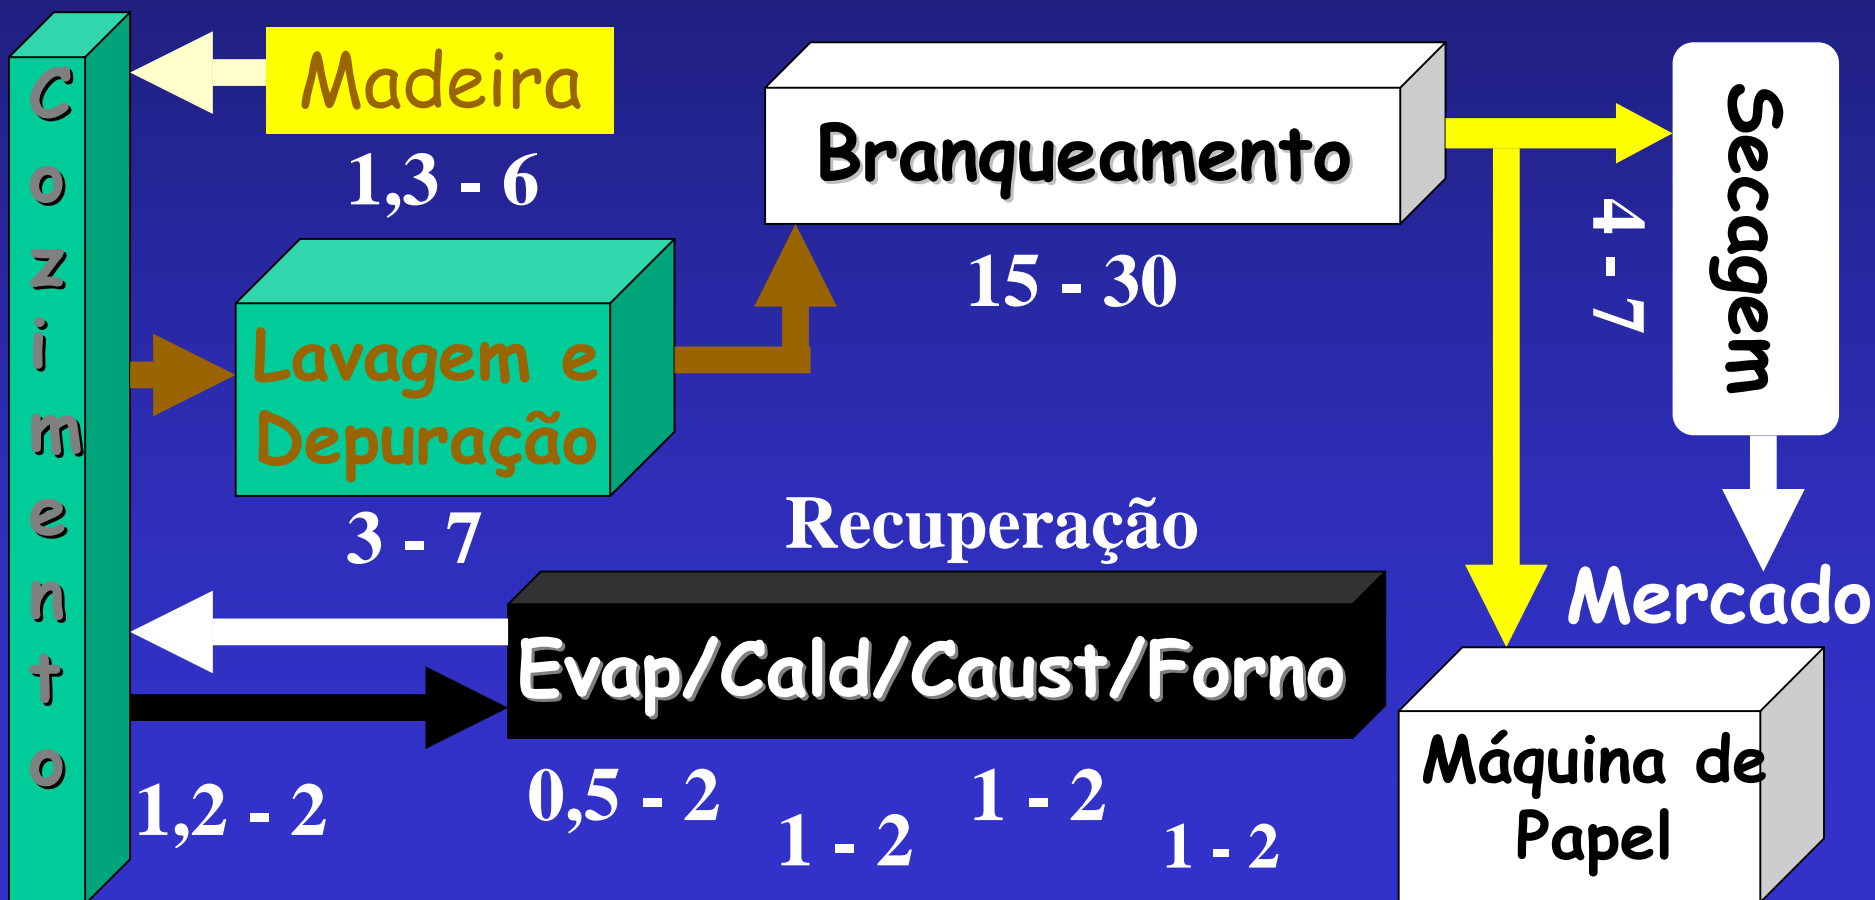 Cozimento
Madeira
1,3 - 6
Branqueamento
15 - 30
Secagem
4 - 7
Lavagem e
Depuração
3 - 7
Recuperação
Evap/Cald/Caust/Forno
Mercado
Máquina de
Papel
1,2 - 2
0,5 - 2
1 - 2
1 - 2
1 - 2